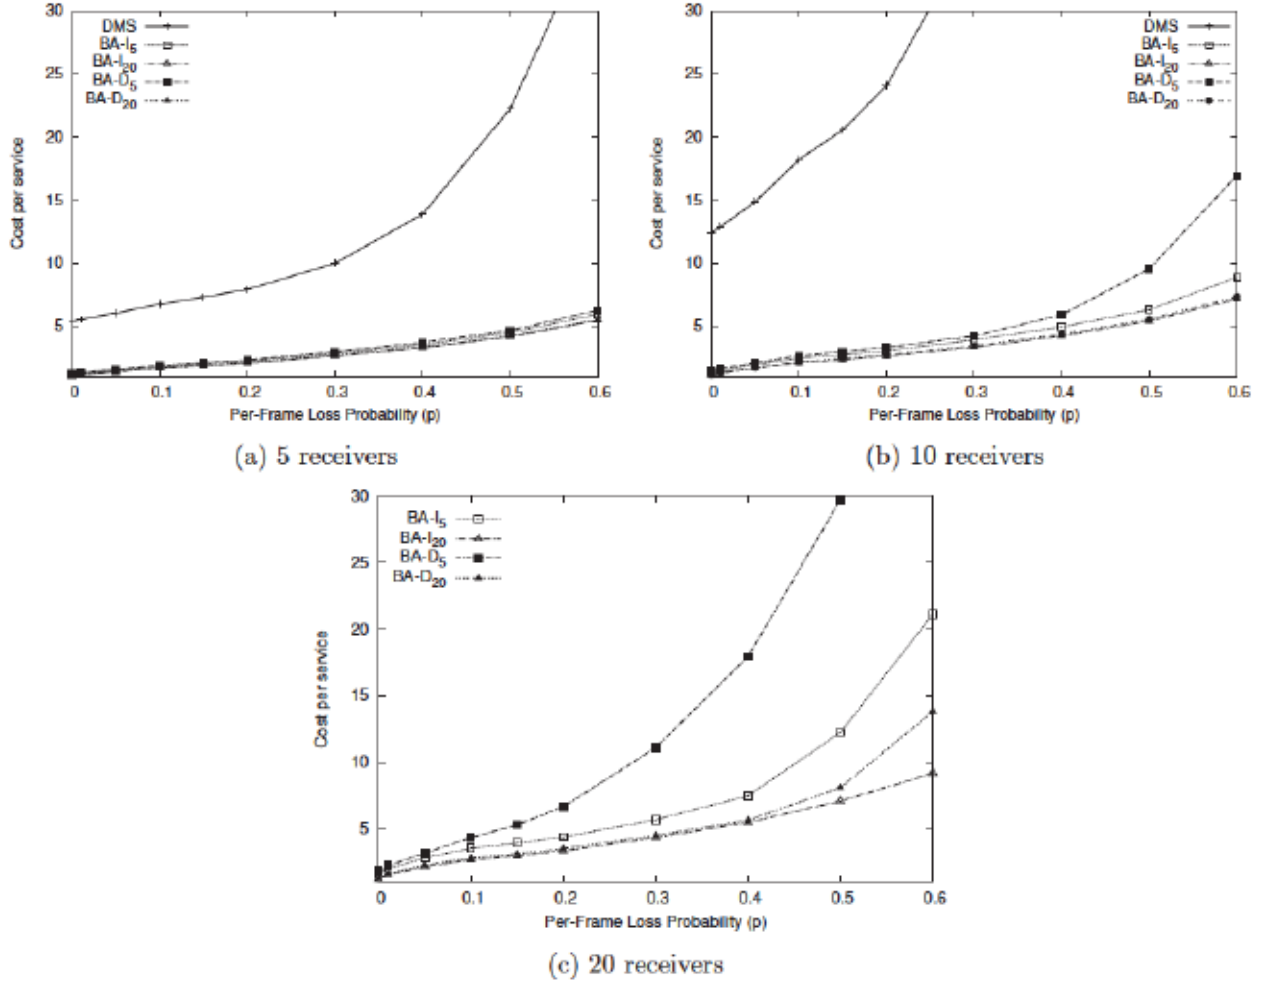 30
25
20
15
10
5
0 0.1 0.2 0.3 0.4 0.5 0.6
Cost per service
Per-Frame Loss Probability (p)
DMS
BA-I5
BA-I20
BA-D5
BA-D20
(a) 5 receivers
30
25
20
15
10
5
0 0.1 0.2 0.3 0.4 0.5 0.6
Cost per service
Per-Frame Loss Probability (p)
DMS
BA-I5
BA-I20
BA-D5
BA-D20
(b) 10 receivers
30
25
20
15
10
5
0 0.1 0.2 0.3 0.4 0.5 0.6
Cost per service
Per-Frame Loss Probability (p)
BA-I5
BA-I20
BA-D5
BA-D20
(c) 20 receivers